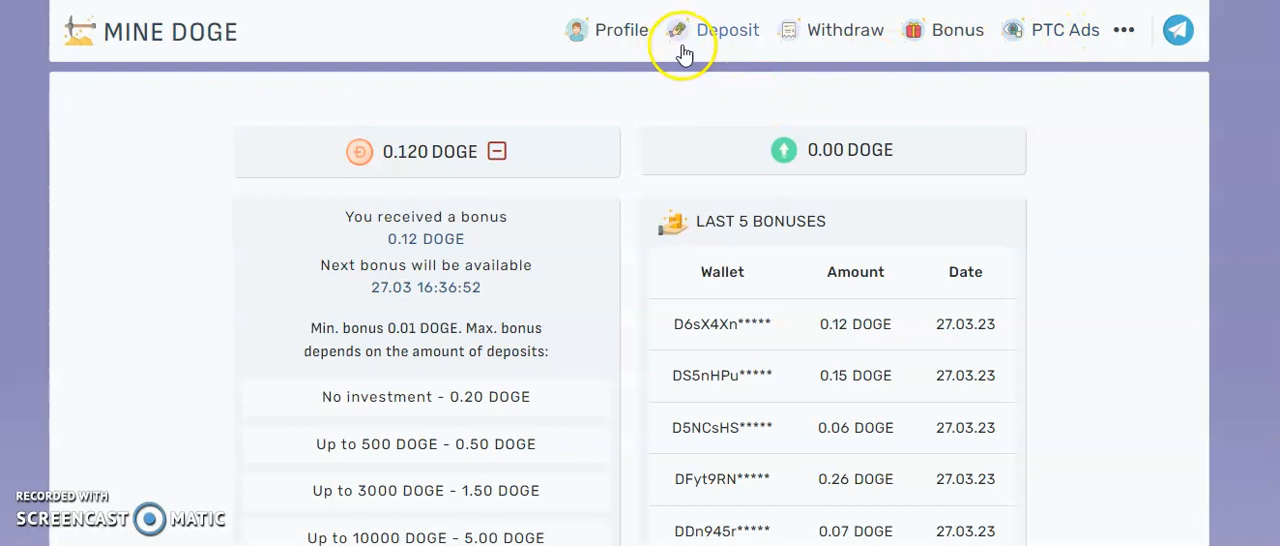 MINE DOGE
Profile Deposit Withdraw Bonus PTC Ads
0.120 DOGE
0.00 DOGE
You received a bonus
0.12 DOGE
Next bonus will be available
27.03 16:36:52
Min. bonus 0.01 DOGE. Max. bonus
depends on the amount of deposits:
No investment - 0.20 DOGE
Up to 500 DOGE - 0.50 DOGE
Up to 3000 DOGE - 1.50 DOGE
Up to 10000 DOGE - 5.00 DOGE
LAST 5 BONUSES
Wallet Amount Date
D6sX4Xn***** 0.12 DOGE 27.03.23
DS5nHPu***** 0.15 DOGE 27.03.23
D5NCsHS***** 0.06 DOGE 27.03.23
DFyt9RN***** 0.26 DOGE 27.03.23
DDn945r***** 0.07 DOGE 27.03.23
RECORDED WITH
SCREENCAST MATIC